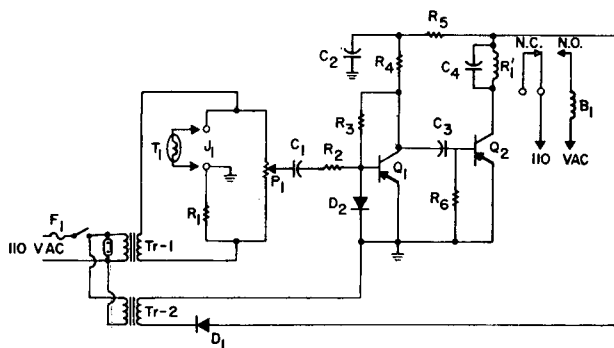 R5
C2
R4
N.C.
N.O.
C4
R'1
B1
R3
C3
110
VAC
T1
J1
C1
R2
Q1
Q2
P1
R1
D2
R6
F1
110 VAC
Tr-1
Tr-2
D1